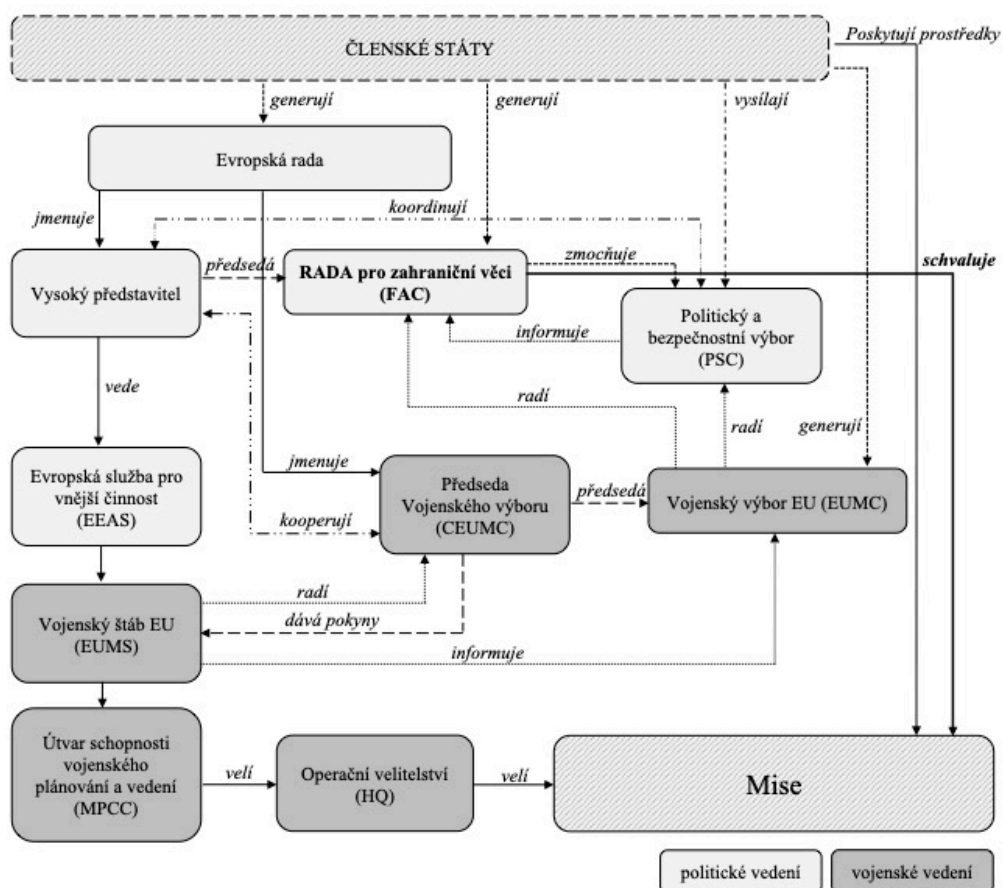 Poskytují prostředky
ČLENSKÉ STÁTY
generují
generují
vysílají
Evropská rada
jmenuje
koordinují
Vysoký představitel
předsedá
RADA pro zahraniční věci
(FAC)
zmocňuje
schvaluje
Politický a
bezpečnostní výbor
(PSC)
informuje
vede
radí
radí
generují
Evropská služba pro
vnější činnost
(EEAS)
jmenuje
Předseda
Vojenského výboru
(CEUMC)
předsedá
Vojenský výbor EU (EUMC)
kooperují
Vojenský štáb EU
(EUMS)
radí
dává pokyny
informuje
Útvar schopnosti
vojenského
plánování a vedení
(MPCC)
velí
Operační velitelství
(HQ)
velí
Mise
politické vedení
vojenské vedení